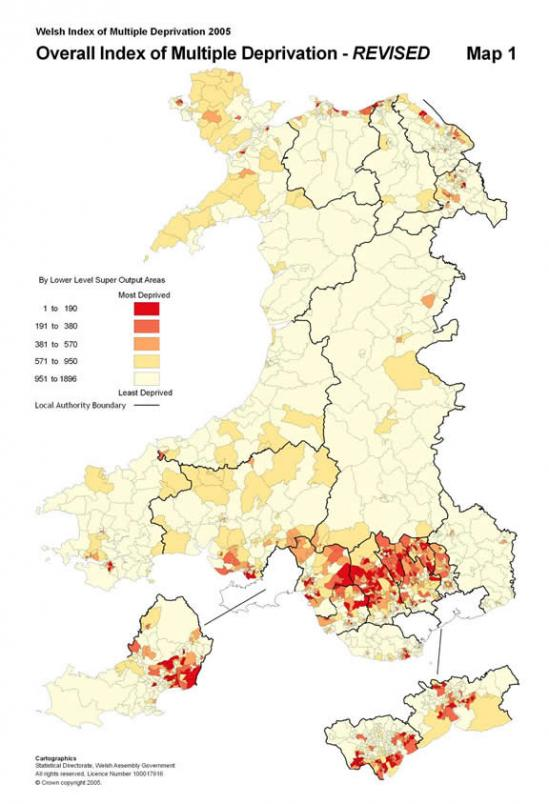 Welsh Index of Multiple Deprivation 2005
Overall Index of Multiple Deprivation - REVISED Map 1
By Lower Level Super Output Areas
Most Deprived
1 to 190
191 to 380
381 to 570
571 to 950
951 to 1896
Least Deprived
Local Authority Boundary
Cartographics
Statistical Directorate, Welsh Assembly Government
All rights reserved, Licence Number 100017916
© Crown copyright 2005.